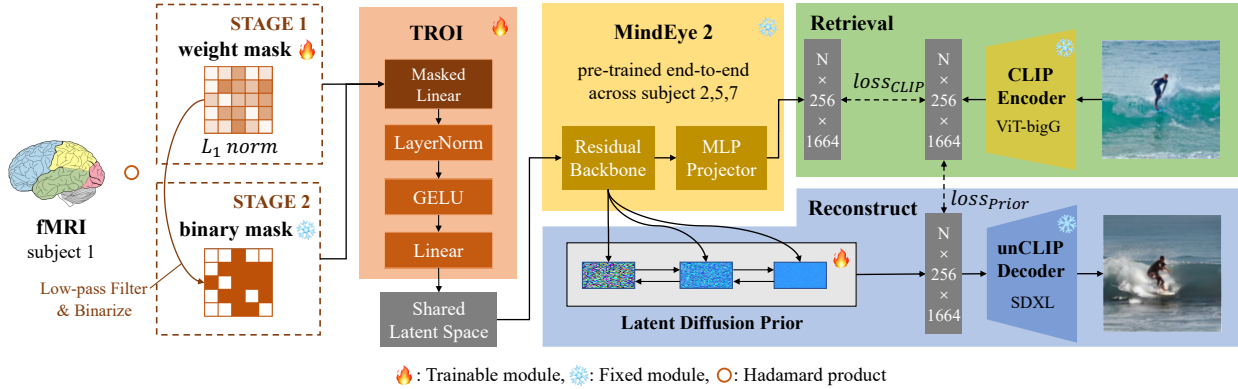 STAGE 1
weight mask
L₁ norm
fMRI
subject 1
STAGE 2
binary mask
Low-pass Filter
& Binarize
TROI
Masked
Linear
LayerNorm
GELU
Linear
Shared
Latent Space
MindEye 2
pre-trained end-to-end
across subject 2,5,7
Residual
Backbone
MLP
Projector
Retrieval
N
×
256
×
1664
loss_CLIP
N
×
256
×
1664
CLIP
Encoder
ViT-bigG
loss_Prior
Reconstruct
Latent Diffusion Prior
N
×
256
×
1664
unCLIP
Decoder
SDXL
: Trainable module, : Fixed module, : Hadamard product